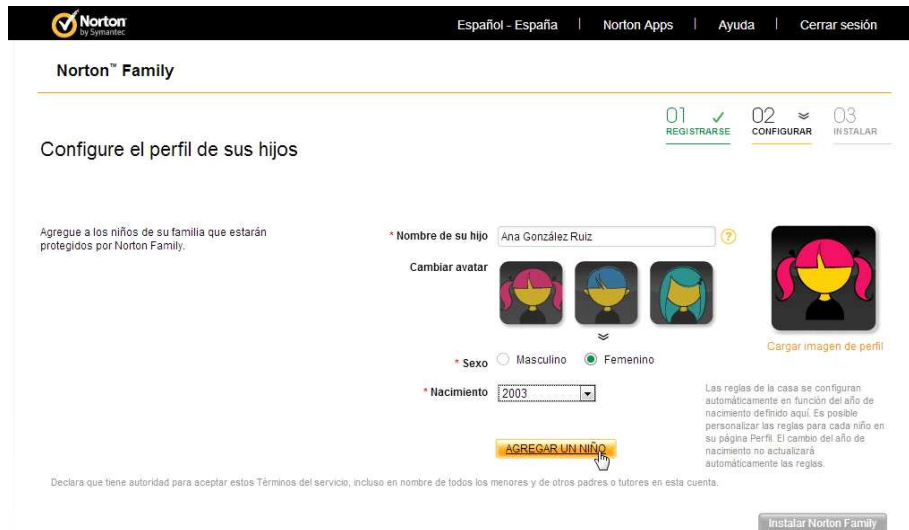 Norton
by Symantec
Español - España | Norton Apps | Ayuda | Cerrar sesión
Norton™ Family
01 02 03
REGISTRARSE CONFIGURAR INSTALAR
Configure el perfil de sus hijos
Agregue a los niños de su familia que estarán
protegidos por Norton Family.
* Nombre de su hijo Ana González Ruiz ?
Cambiar avatar
Cargar imagen de perfil
* Sexo Masculino Femenino
* Nacimiento 2003
Las reglas de la casa se configuran
automáticamente en función del año de
nacimiento definido aquí. Es posible
personalizar las reglas para cada niño en
su página Perfil. El cambio del año de
nacimiento no actualizará
automáticamente las reglas.
AGREGAR UN NIÑO
Declara que tiene autoridad para aceptar estos Términos del servicio, incluso en nombre de todos los menores y de otros padres o tutores en esta cuenta.
Instalar Norton Family